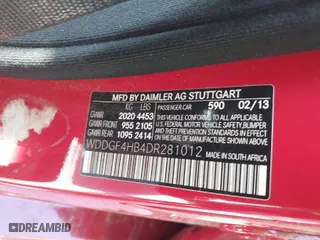 MFD BY DAIMLER AG STUTTGART
KG LBS PASSENGER CAR 590 02/13
GVWR 2020 4453
GAWR FRONT 955 2105
GAWR REAR 1095 2414
THIS VEHICLE CONFORMS TO ALL APPLICABLE
U.S. FEDERAL MOTOR VEHICLE SAFETY, BUMPER,
AND THEFT PREVENTION STANDARDS IN EFFECT ON
THE DATE OF MANUFACTURE SHOWN ABOVE
WDDGF4HB4DR281012
MADE IN SOUTH AFRICA
© DREAMBID